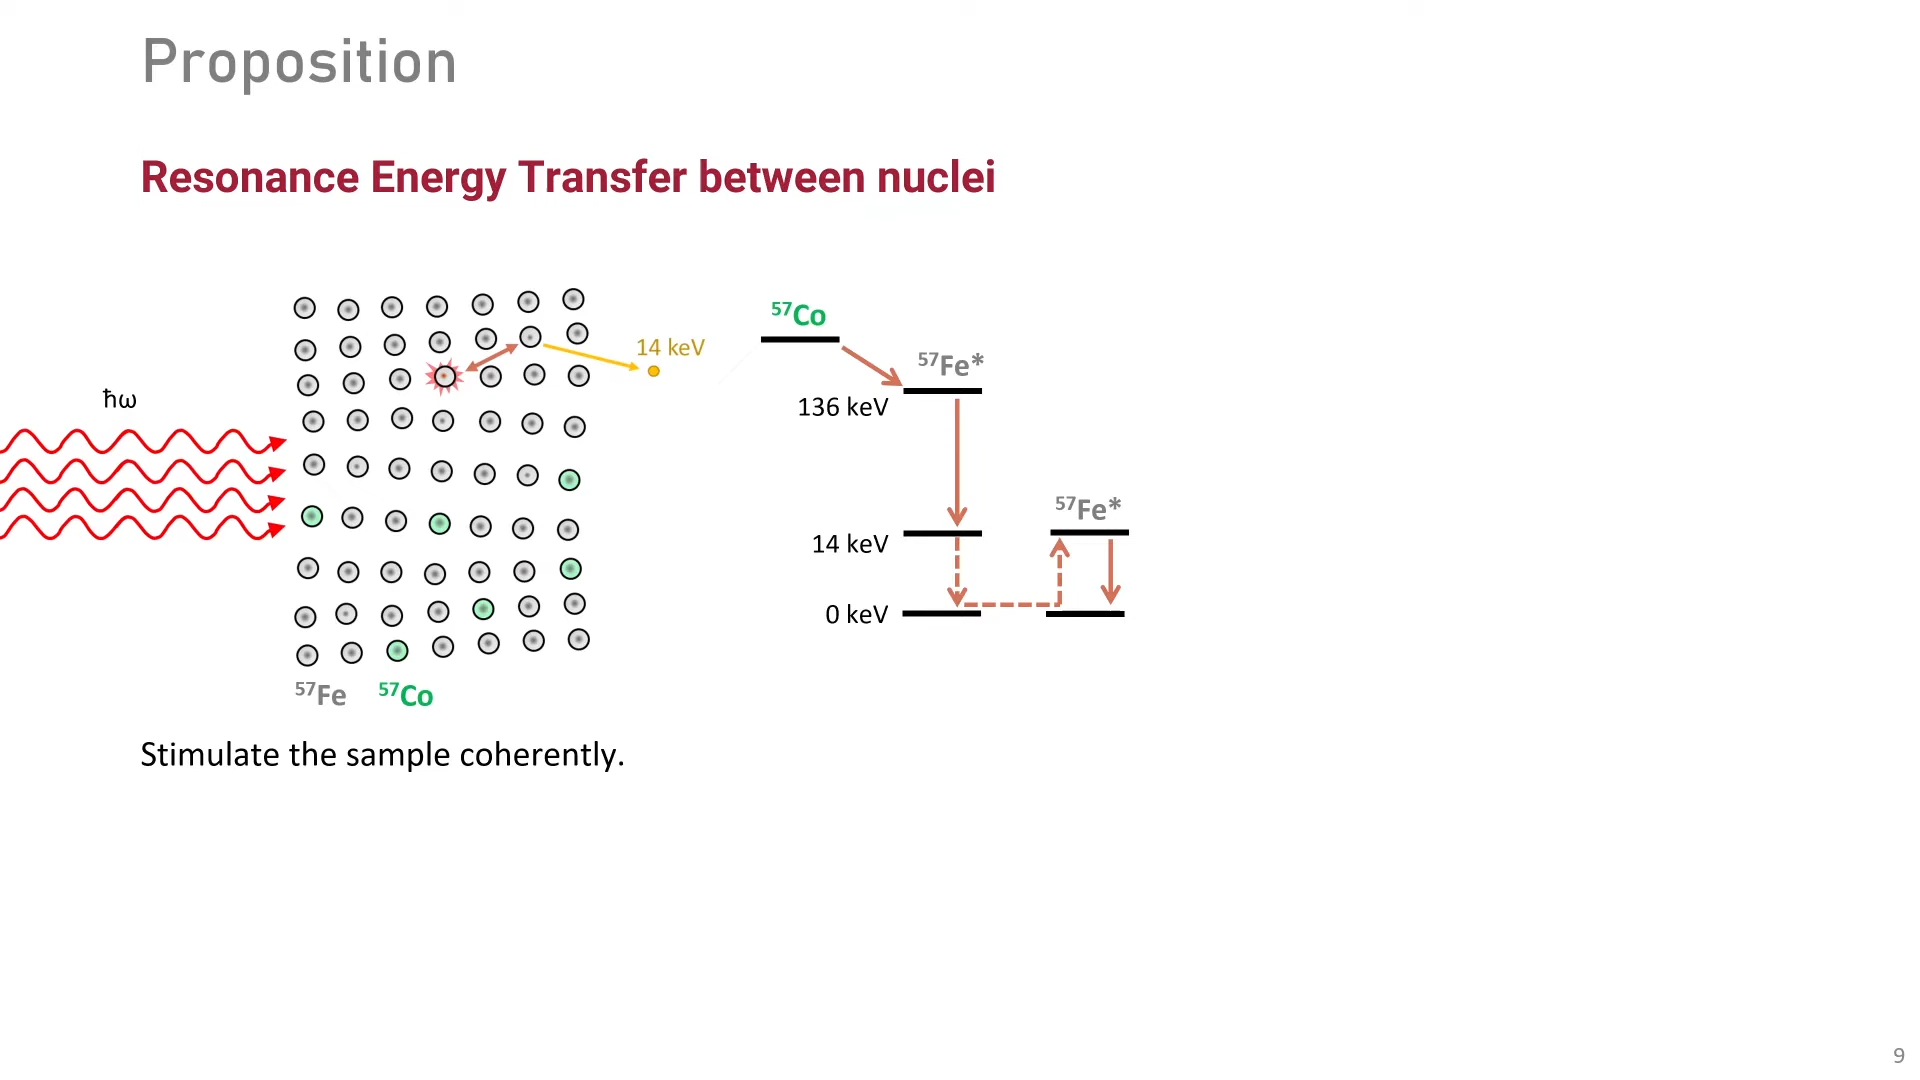 Proposition
Resonance Energy Transfer between nuclei
ħω
14 keV
⁵⁷Co
⁵⁷Fe*
136 keV
14 keV
⁵⁷Fe*
0 keV
⁵⁷Fe ⁵⁷Co
Stimulate the sample coherently.
9